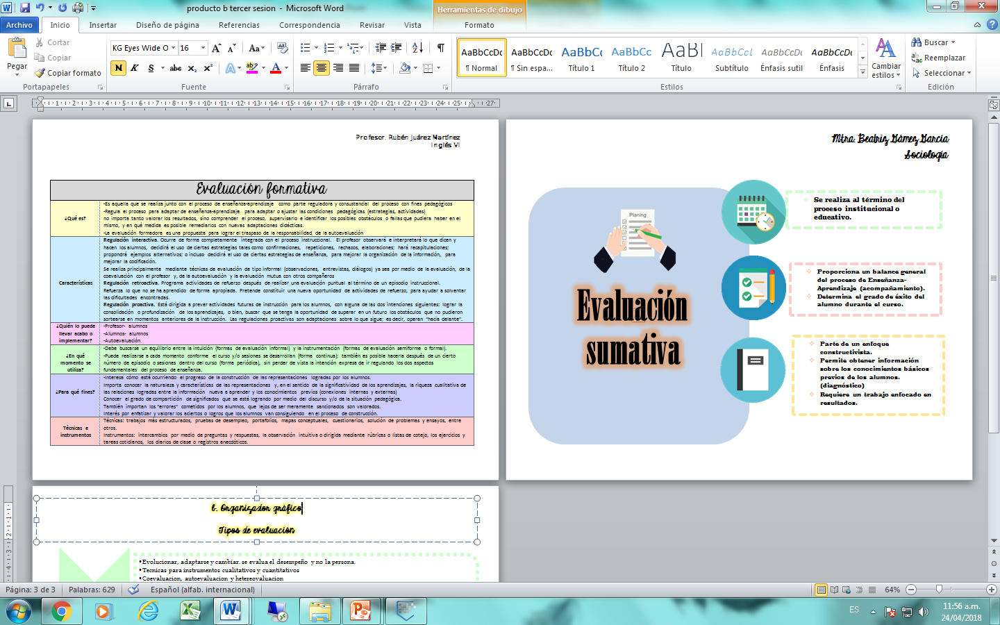 producto b tercer sesion - Microsoft Word
Herramientas de dibujo
Archivo Inicio Insertar Diseño de página Referencias Correspondencia Revisar Vista Formato
Pegar
Cortar
Copiar
Copiar formato
Portapapeles
KG Eyes Wide O 16
Fuente
Párrafo
AaBbCcDc AaBbCcDc AaBbCc AaBbCc AaBl AaBbCcL AaBbCcDc AaBbCcDc
¶ Normal ¶ Sin espa... Título 1 Título 2 Título Subtítulo Énfasis sutil Énfasis
Estilos
Cambiar estilos
Buscar
Reemplazar
Seleccionar
Edición
Profesor. Rubén Juárez Martínez
Inglés VI
Evaluación formativa
¿Qué es?
-Es aquella que se realiza junto con el proceso de enseñanza-aprendizaje como parte reguladora y consustancial del proceso con fines pedagógicos
-Regula el proceso para adaptar de enseñanza-aprendizaje para adaptar o ajustar las condiciones pedagógicas (estrategias, actividades)
no importa tanto valorar los resultados, sino comprender el proceso, supervisarlo e identificar los posibles obstáculos o fallas que pudiera haber en el
mismo, y en qué medida es posible remediarlos con nuevas adaptaciones didácticas.
-La evaluación formadora es una propuesta para lograr el traspaso de la responsabilidad de la autoevaluación
Características
Regulación interactiva. Ocurre de forma completamente integrada con el proceso instruccional. El profesor observará e interpretará lo que dicen y
hacen los alumnos, decidirá el uso de ciertas estrategias tales como confirmaciones, repeticiones, rechazos, elaboraciones; hará recapitulaciones;
propondrá ejemplos alternativos; o incluso decidirá el uso de ciertas estrategias de enseñanza, para mejorar la organización de la información, para
mejorar la codificación.
Se realiza principalmente mediante técnicas de evaluación de tipo informal (observaciones, entrevistas, diálogos) ya sea por medio de la evaluación, de la
coevaluación con el profesor y, de la autoevaluación y la evaluación mutua con otros compañeros
Regulación retroactiva. Programa actividades de refuerzo después de realizar una evaluación puntual al término de un episodio instruccional.
Refuerza lo que no se ha aprendido de forma apropiada. Pretende constituir una nueva oportunidad de actividades de refuerzo, para ayudar a solventar
las dificultades encontradas.
Regulación proactiva. Está dirigida a prever actividades futuras de instrucción para los alumnos, con alguna de las dos intenciones siguientes: lograr la
consolidación o profundización de los aprendizajes, o bien, buscar que se tenga la oportunidad de superar en un futuro los obstáculos que no pudieron
sortearse en momentos anteriores de la instrucción. Las regulaciones proactivas son adaptaciones sobre lo que sigue; es decir, operan "hacia delante".
¿Quién lo puede llevar acabo o implementar?
-Profesor- alumnos
-Alumnos- alumnos
-Autoevaluación
¿En qué momento se utiliza?
-Debe buscarse un equilibrio entre la intuición (formas de evaluación informal) y la instrumentación (formas de evaluación semiforme o formal).
-Puede realizarse a cada momento conforme el curso y/o sesiones se desarrollan (forma continua); también es posible hacerla después de un cierto
número de episodio o sesiones dentro del curso (forma periódica), sin perder de vista la intención expresa de ir regulando los dos aspectos
fundamentales del proceso de enseñanza.
¿Para qué fines?
-Interesa cómo está ocurriendo el progreso de la construcción de las representaciones logradas por los alumnos.
Importa conocer la naturaleza y características de las representaciones y, en el sentido de la significatividad de los aprendizajes, la riqueza cualitativa de
las relaciones logradas entre la información nueva a aprender y los conocimientos previos (conexiones internas y externas)
Conocer el grado de compartición de significados que se está logrando por medio del discurso y/o de la situación pedagógica.
También importan los "errores" cometidos por los alumnos, que lejos de ser meramente sancionados son valorados.
Interés por enfatizar y valorar los aciertos o logros que los alumnos van consiguiendo en el proceso de construcción.
Técnicas e instrumentos
Técnicas: trabajos más estructurados, pruebas de desempleo, portafolios, mapas conceptuales, cuestionarios, solución de problemas y ensayos, entre
otros.
Instrumentos: intercambios por medio de preguntas y respuestas, la observación intuitiva o dirigida mediante rúbricas o listas de cotejo, los ejercicios y
tareas cotidianos, los diarios de clase o registros anecdóticos.
Mtra. Beatriz Gámez García
Sociología
Planing
Evaluación
sumativa
Se realiza al término del
proceso institucional o
educativo.
Proporciona un balance general
del proceso de Enseñanza-
Aprendizaje (acompañamiento).
Determina el grado de éxito del
alumno durante el curso.
Parte de un enfoque
constructivista.
Permite obtener información
sobre los conocimientos básicos
previos de los alumnos.
(diagnóstico)
Requiere un trabajo enfocado en
resultados.
b. Organizador gráfico
Tipos de evaluación
•Evolucionar, adaptarse y cambiar. se evalua el desempeño y no la persona.
•Tecnicas para instrumentos cualitativos y cuantitativos
•Coevaluacion, autoevaluacion y hetereovaluacion
Página: 3 de 3 Palabras: 629 Español (alfab. internacional) 64%
ES 11:56 a.m.
24/04/2018